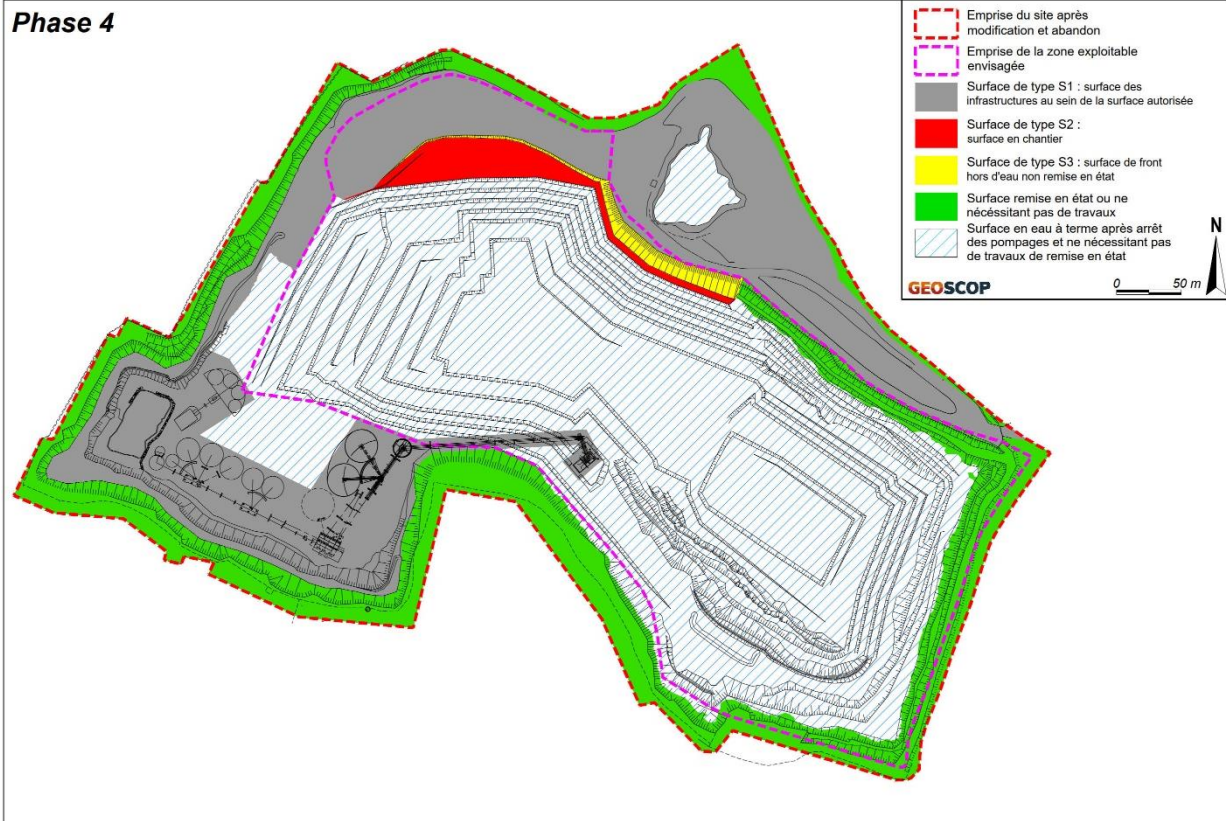 Phase 4
Emprise du site après
modification et abandon
Emprise de la zone exploitable
envisagée
Surface de type S1 : surface des
infrastructures au sein de la surface autorisée
Surface de type S2 :
surface en chantier
Surface de type S3 : surface de front
hors d'eau non remise en état
Surface remise en état ou ne
nécéssitant pas de travaux
Surface en eau à terme après arrêt
des pompages et ne nécessitant pas
de travaux de remise en état
N
GEOSCOP
0 50 m